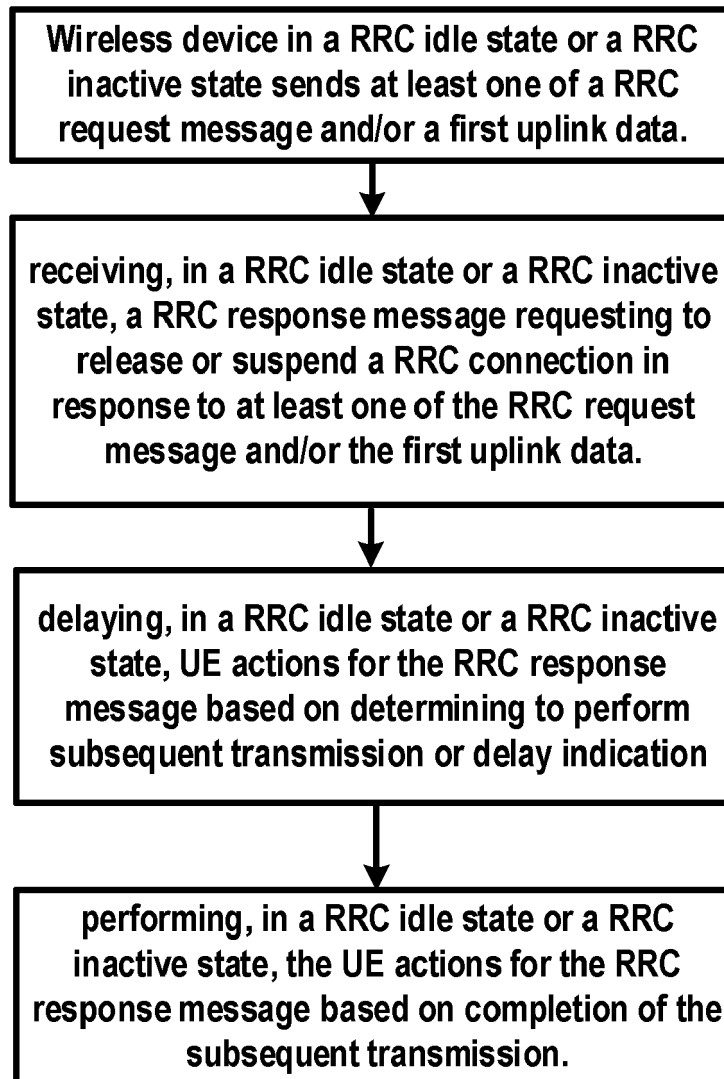 Wireless device in a RRC idle state or a RRC
inactive state sends at least one of a RRC
request message and/or a first uplink data.
receiving, in a RRC idle state or a RRC inactive
state, a RRC response message requesting to
release or suspend a RRC connection in
response to at least one of the RRC request
message and/or the first uplink data.
delaying, in a RRC idle state or a RRC inactive
state, UE actions for the RRC response
message based on determining to perform
subsequent transmission or delay indication
performing, in a RRC idle state or a RRC
inactive state, the UE actions for the RRC
response message based on completion of the
subsequent transmission.